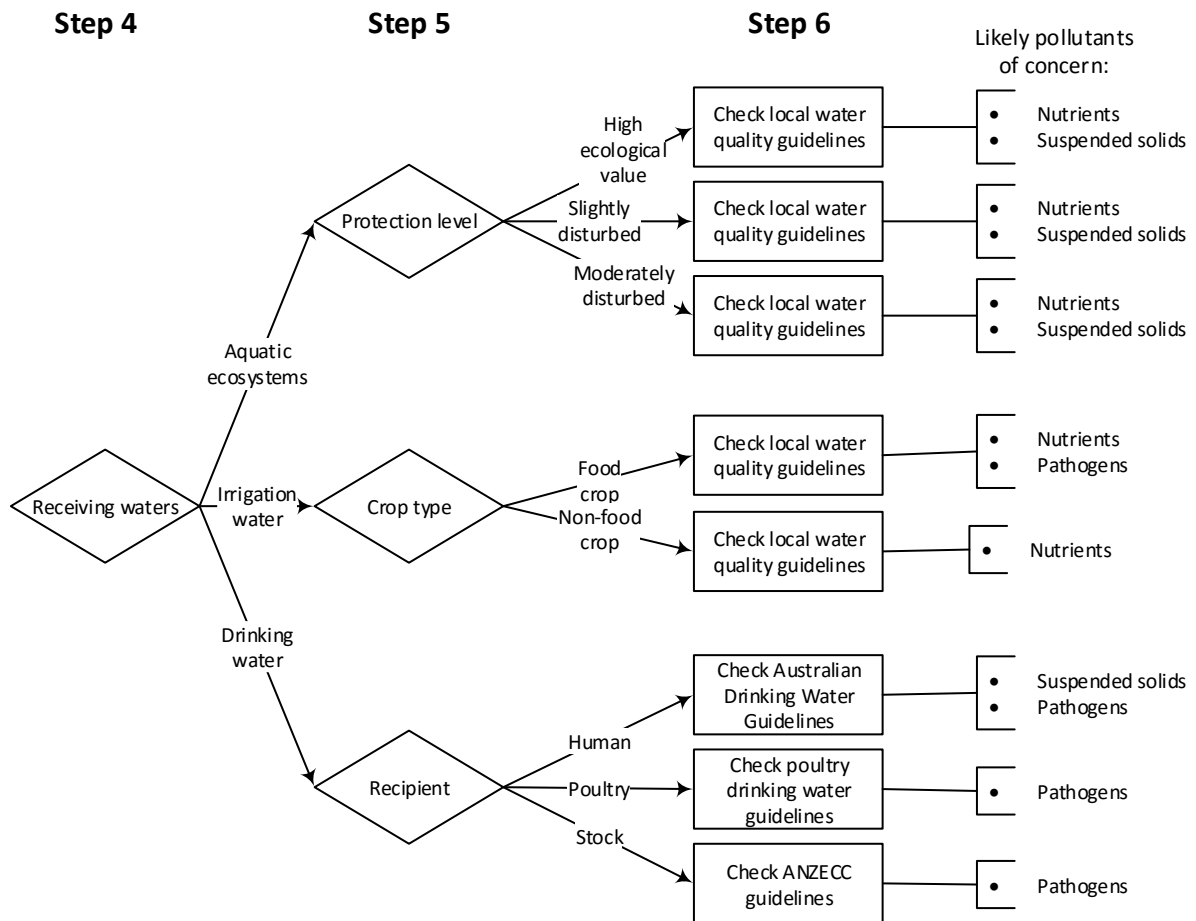 Step 4
Step 5
Step 6
Likely pollutants
of concern:
High
ecological
value
Check local water
quality guidelines
• Nutrients
• Suspended solids
Protection level
Slightly
disturbed
Check local water
quality guidelines
• Nutrients
• Suspended solids
Moderately
disturbed
Check local water
quality guidelines
• Nutrients
• Suspended solids
Aquatic
ecosystems
Receiving waters
Irrigation
water
Crop type
Food
crop
Check local water
quality guidelines
• Nutrients
• Pathogens
Non-food
crop
Check local water
quality guidelines
• Nutrients
Drinking
water
Recipient
Human
Check Australian
Drinking Water
Guidelines
• Suspended solids
• Pathogens
Poultry
Check poultry
drinking water
guidelines
• Pathogens
Stock
Check ANZECC
guidelines
• Pathogens